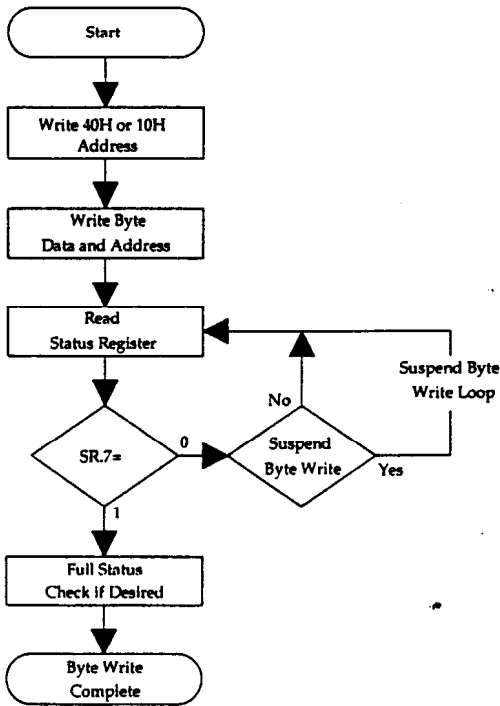 Start
Write 40H or 10H
Address
Write Byte
Data and Address
Read
Status Register
Suspend Byte
Write Loop
No
0
SR.7=
Suspend
Byte Write
Yes
1
Full Status
Check if Desired
Byte Write
Complete